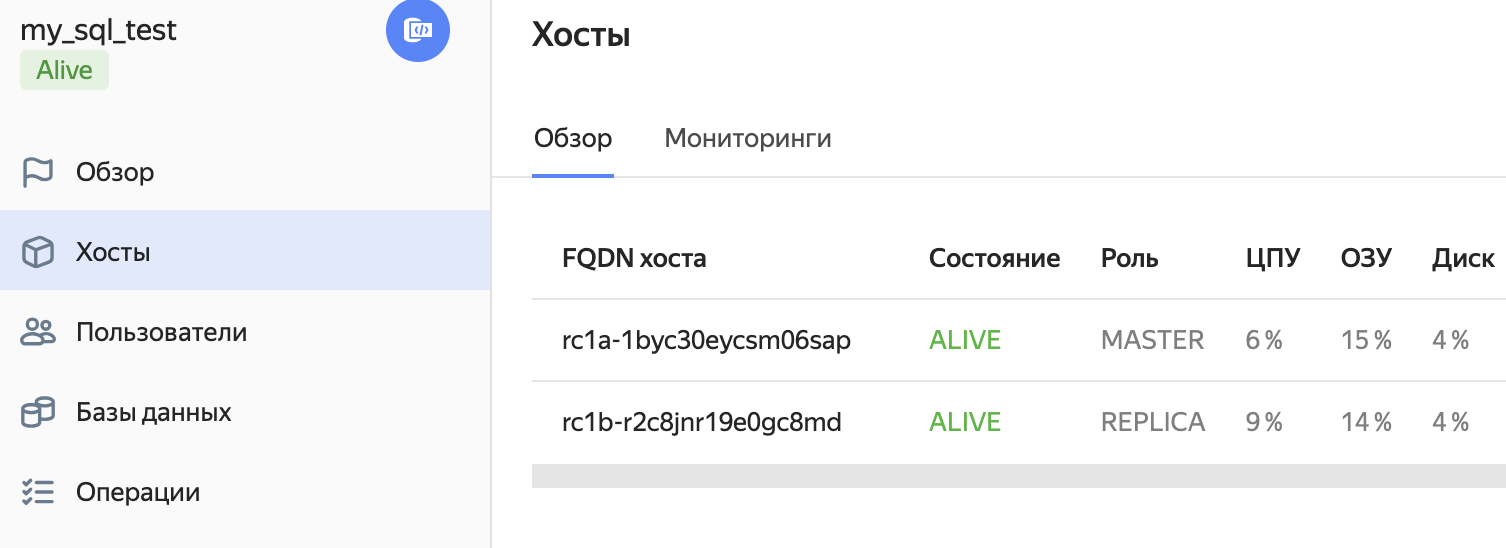 my_sql_test
Alive
Обзор
Хосты
Пользователи
Базы данных
Операции
Хосты
Обзор Мониторинги
FQDN хоста Состояние Роль ЦПУ ОЗУ Диск
rc1a-1byc30eycsm06sap ALIVE MASTER 6 % 15 % 4 %
rc1b-r2c8jnr19e0gc8md ALIVE REPLICA 9 % 14 % 4 %